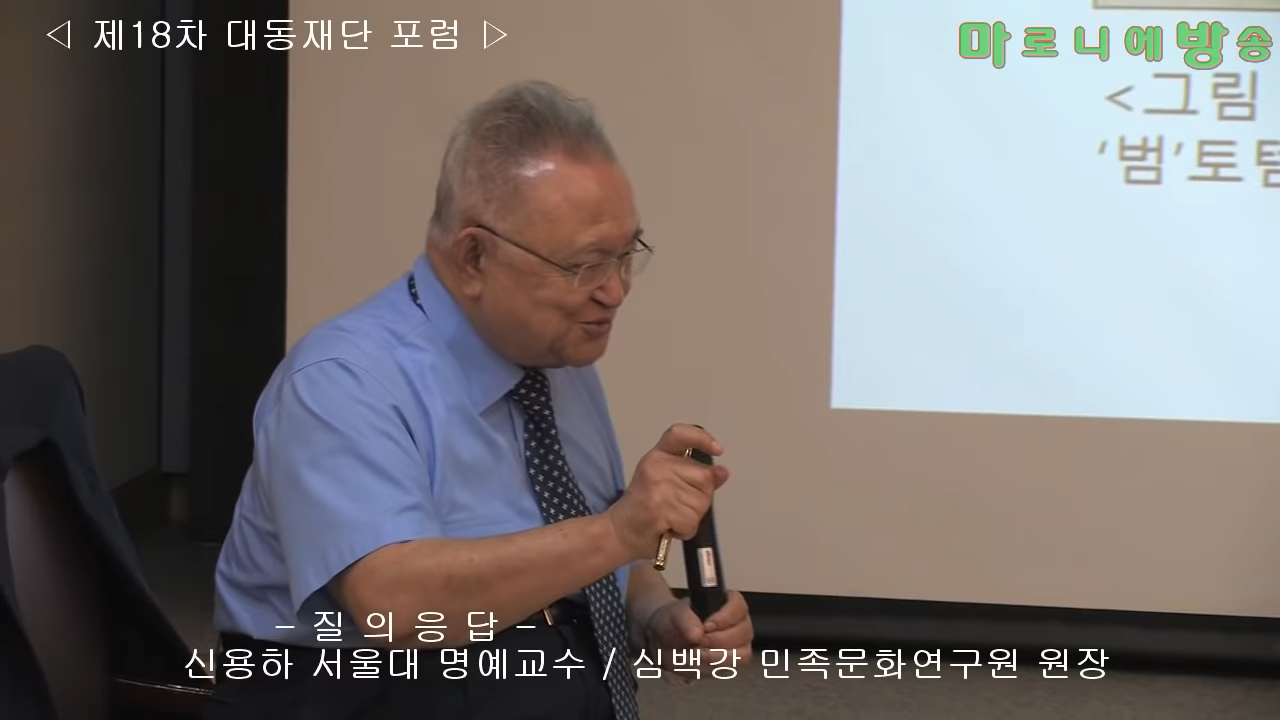 ◁ 제18차 대동재단 포럼 ▷
마로니에방송
<그림
'범'토템
- 질 의 응 답 -
신용하 서울대 명예교수 / 심백강 민족문화연구원 원장